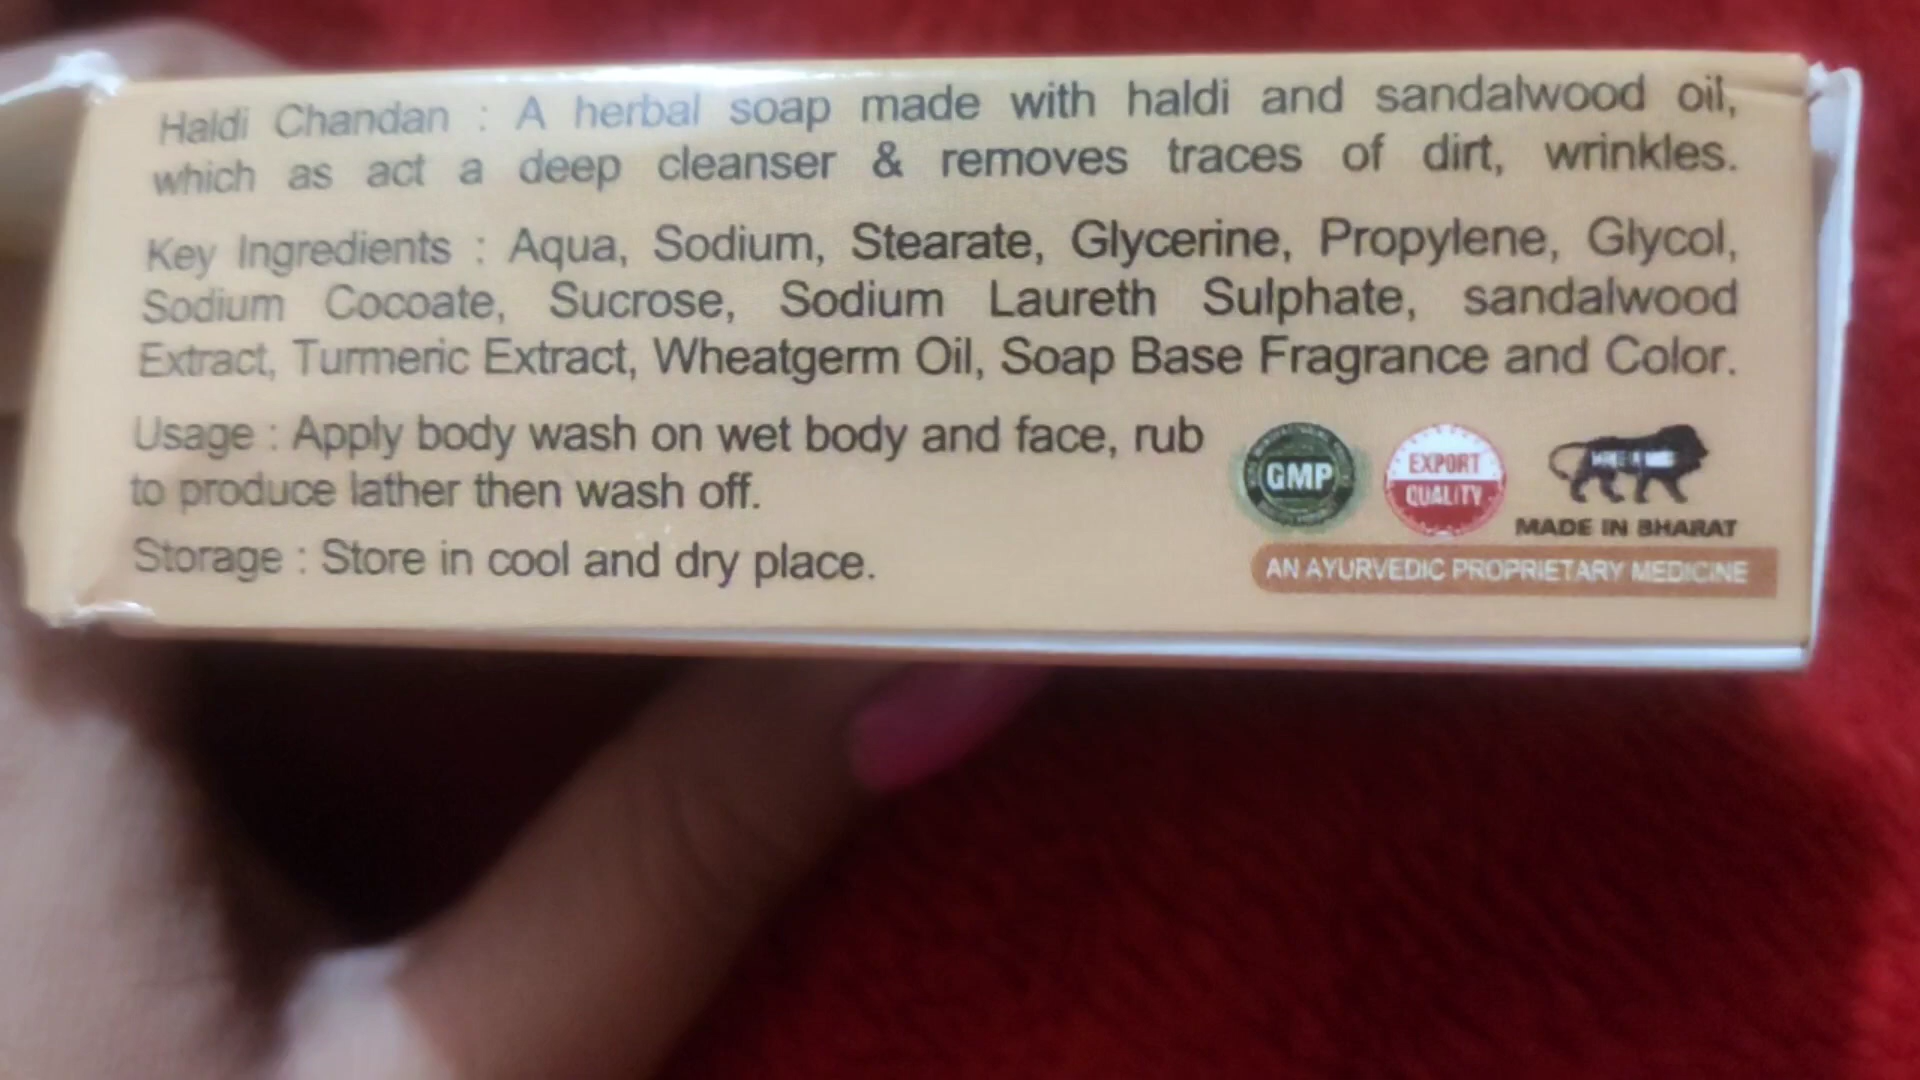 Haldi Chandan : A herbal soap made with haldi and sandalwood oil,
which as act a deep cleanser & removes traces of dirt, wrinkles.
Key Ingredients : Aqua, Sodium, Stearate, Glycerine, Propylene, Glycol,
Sodium Cocoate, Sucrose, Sodium Laureth Sulphate, sandalwood
Extract, Turmeric Extract, Wheatgerm Oil, Soap Base Fragrance and Color.
Usage : Apply body wash on wet body and face, rub
to produce lather then wash off.
Storage : Store in cool and dry place.
GMP
EXPORT
QUALITY
MADE IN BHARAT
AN AYURVEDIC PROPRIETARY MEDICINE